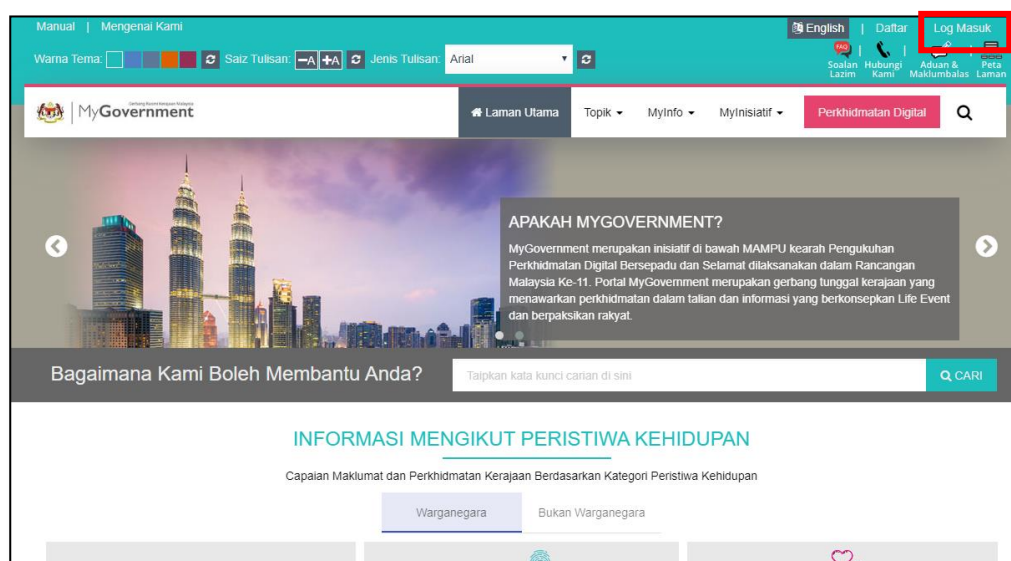 Manual | Mengenai Kami
English | Daftar Log Masuk
Warna Tema: Saiz Tulisan: -A +A Jenis Tulisan: Arial
FAQ
Soalan Lazim | Hubungi Kami | Aduan & Maklumbalas | Peta Laman
MyGovernment
Laman Utama Topik MyInfo MyInisiatif Perkhidmatan Digital
APAKAH MYGOVERNMENT?
MyGovernment merupakan inisiatif di bawah MAMPU kearah Pengukuhan
Perkhidmatan Digital Bersepadu dan Selamat dilaksanakan dalam Rancangan
Malaysia Ke-11. Portal MyGovernment merupakan gerbang tunggal kerajaan yang
menawarkan perkhidmatan dalam talian dan informasi yang berkonsepkan Life Event
dan berpaksikan rakyat.
Bagaimana Kami Boleh Membantu Anda? Taipkan kata kunci carian di sini CARI
INFORMASI MENGIKUT PERISTIWA KEHIDUPAN
Capaian Maklumat dan Perkhidmatan Kerajaan Berdasarkan Kategori Peristiwa Kehidupan
Warganegara Bukan Warganegara